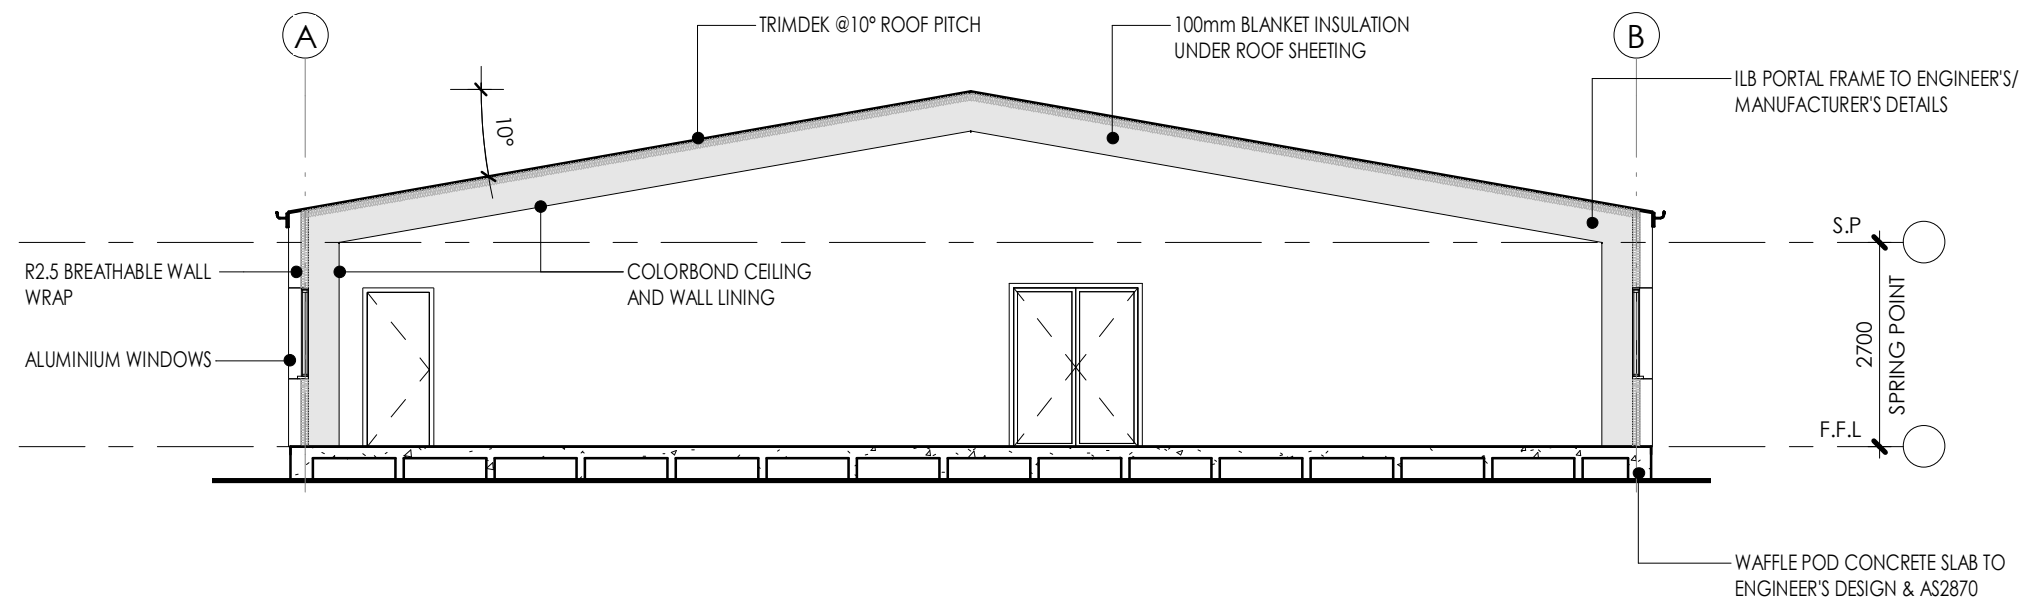 A
TRIMDEK @10° ROOF PITCH
100mm BLANKET INSULATION
UNDER ROOF SHEETING
B
ILB PORTAL FRAME TO ENGINEER'S/
MANUFACTURER'S DETAILS
10°
S.P
R2.5 BREATHABLE WALL
WRAP
COLORBOND CEILING
AND WALL LINING
ALUMINIUM WINDOWS
2700
SPRING POINT
F.F.L
WAFFLE POD CONCRETE SLAB TO
ENGINEER'S DESIGN & AS2870